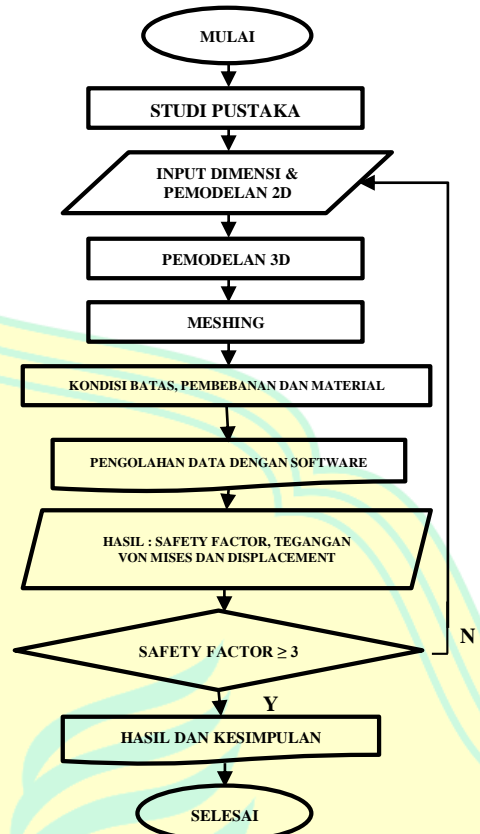 MULAI
STUDI PUSTAKA
INPUT DIMENSI &
PEMODELAN 2D
PEMODELAN 3D
MESHING
KONDISI BATAS, PEMBEBANAN DAN MATERIAL
PENGOLAHAN DATA DENGAN SOFTWARE
HASIL : SAFETY FACTOR, TEGANGAN
VON MISES DAN DISPLACEMENT
SAFETY FACTOR ≥ 3
N
Y
HASIL DAN KESIMPULAN
SELESAI